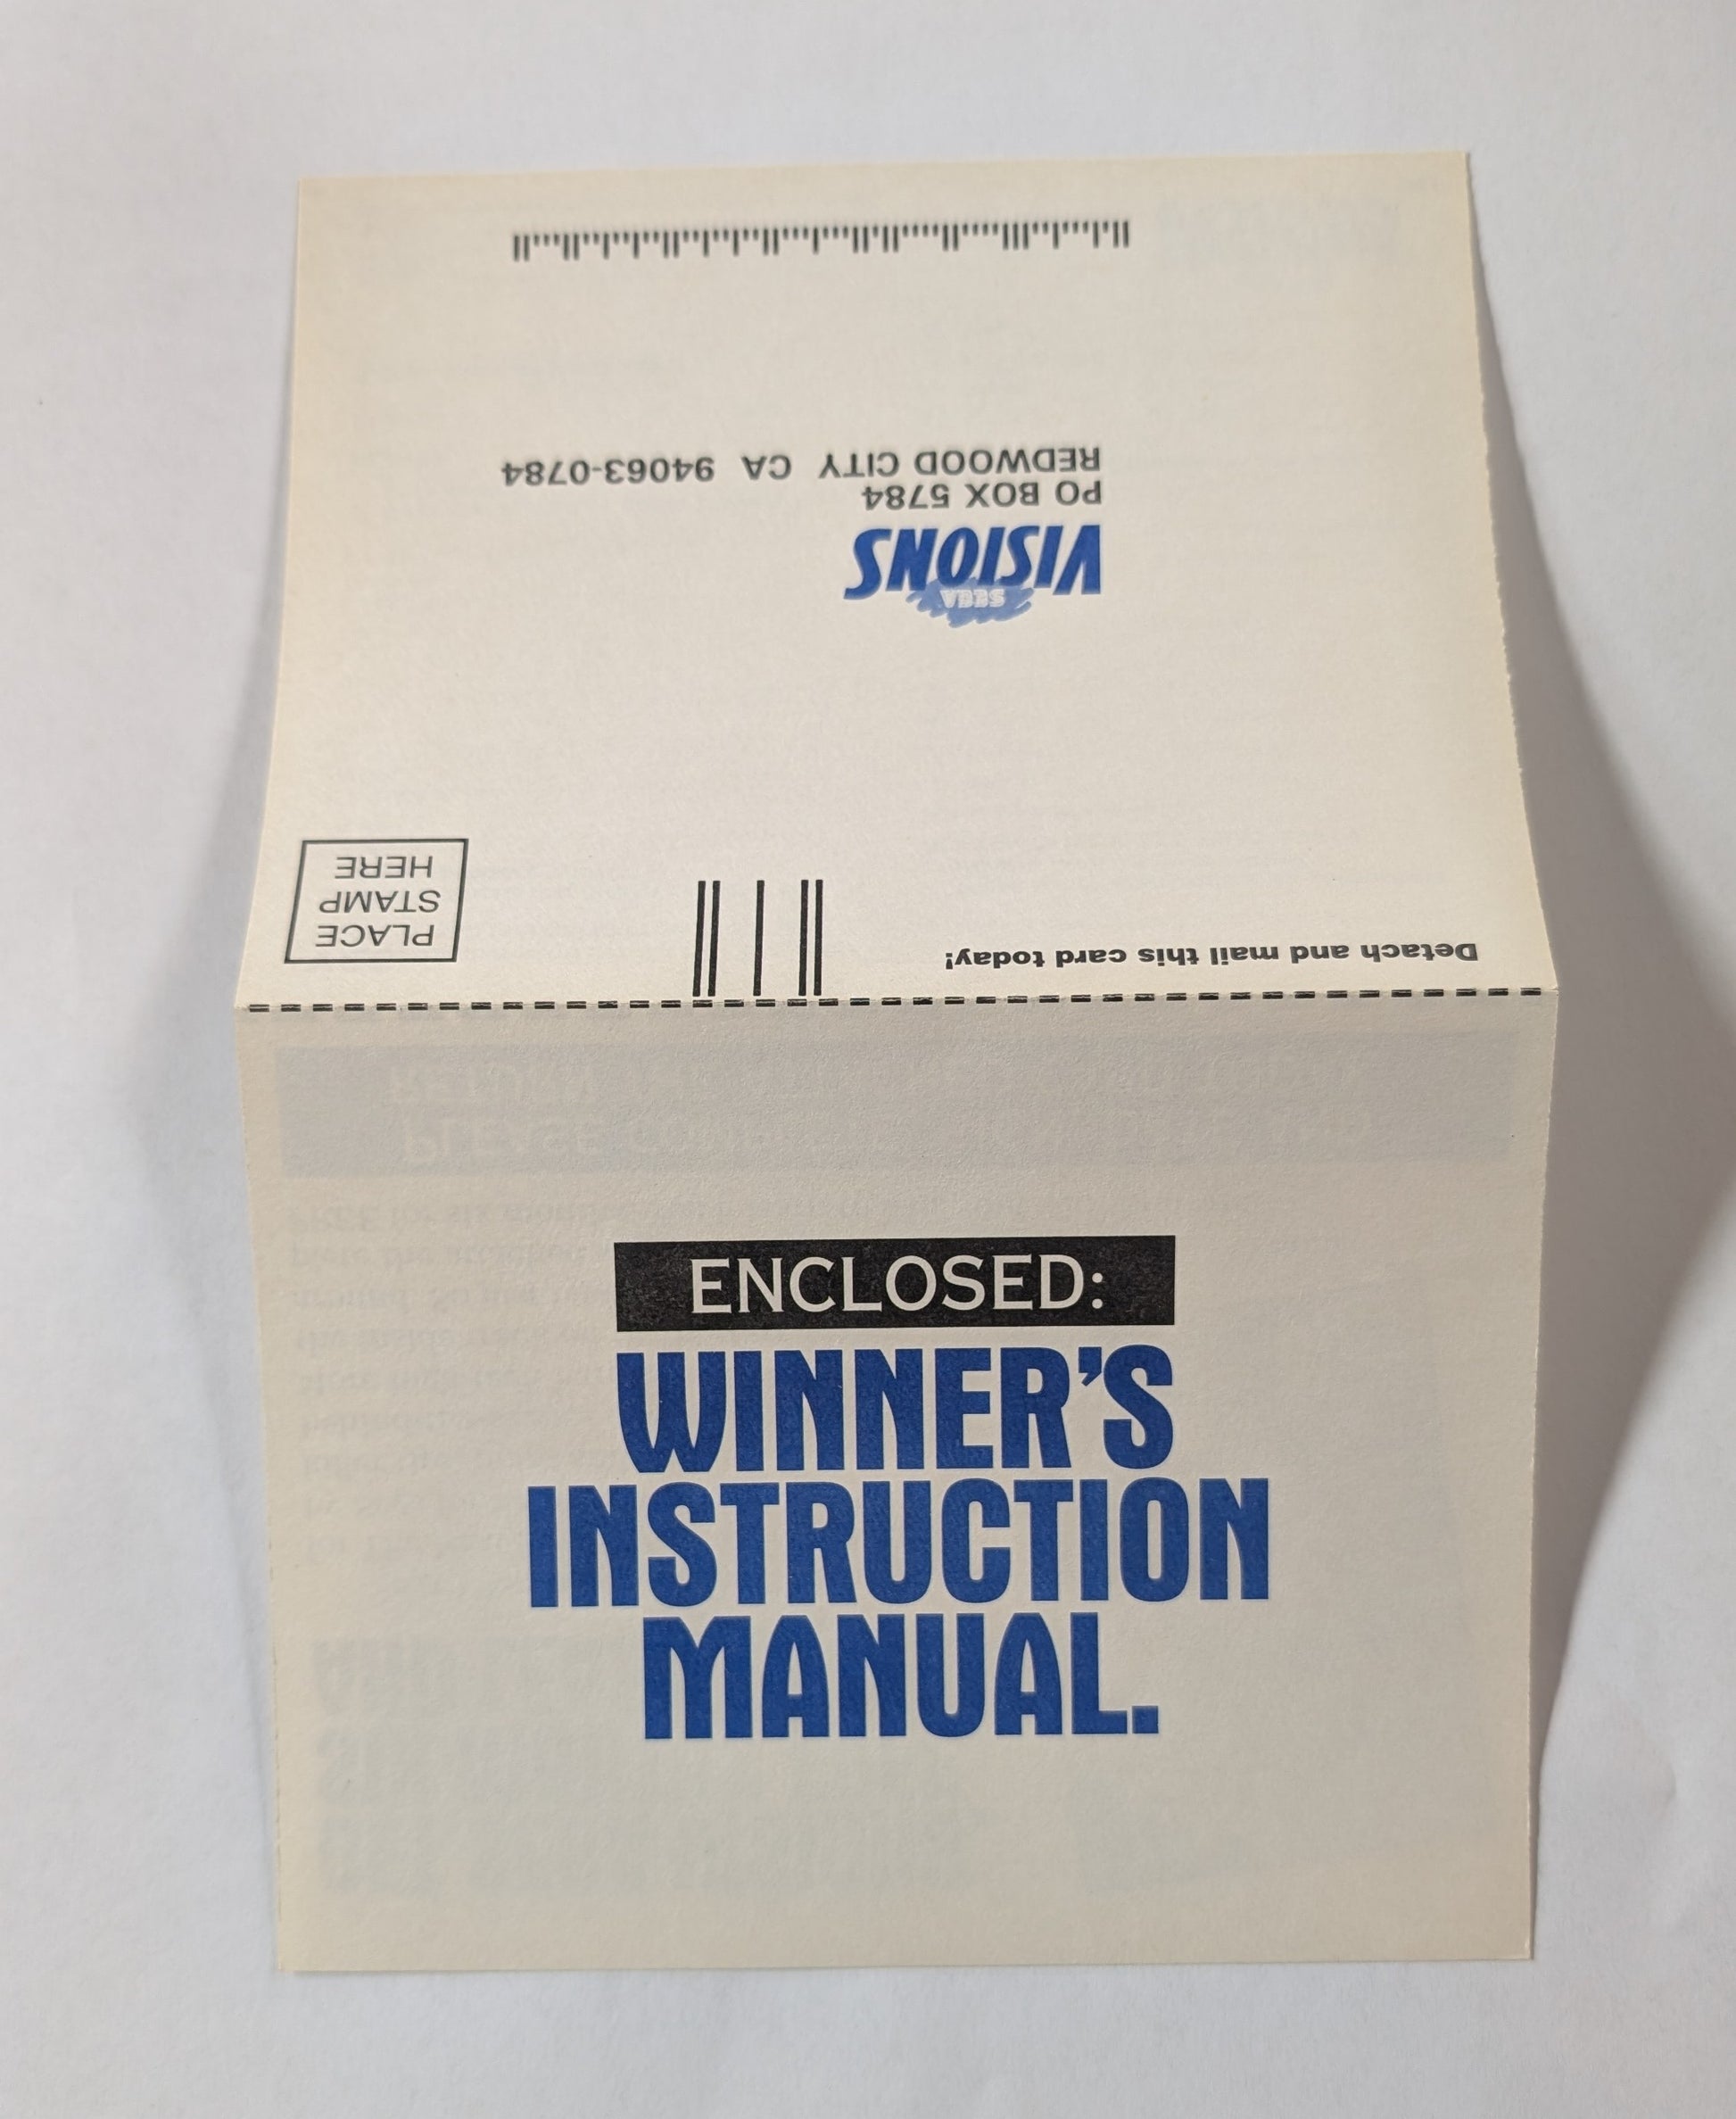 ENCLOSED:
WINNER'S
INSTRUCTION
MANUAL.
Detach and mail this card today!
PLACE
STAMP
HERE
SEGA
VISIONS
PO BOX 5784
REDWOOD CITY CA 94063-0784